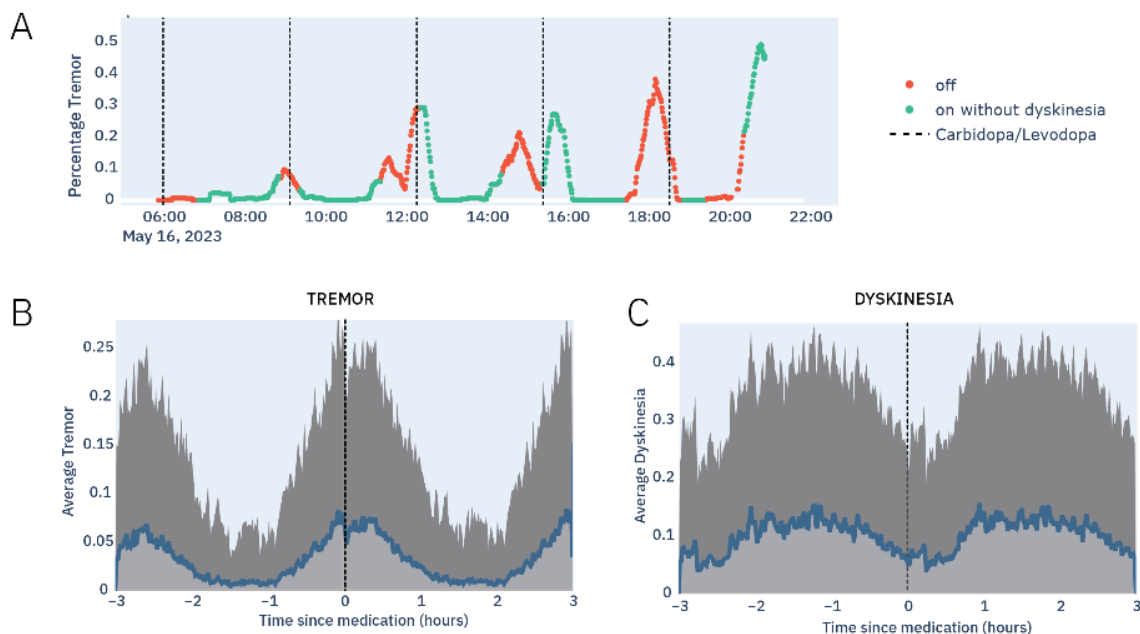 A
Percentage Tremor
0.5
0.4
0.3
0.2
0.1
0
06:00 08:00 10:00 12:00 14:00 16:00 18:00 20:00 22:00
May 16, 2023
off
on without dyskinesia
Carbidopa/Levodopa
B
TREMOR
Average Tremor
0.25
0.2
0.15
0.1
0.05
0
−3 −2 −1 0 1 2 3
Time since medication (hours)
C
DYSKINESIA
Average Dyskinesia
0.4
0.3
0.2
0.1
0
−3 −2 −1 0 1 2 3
Time since medication (hours)